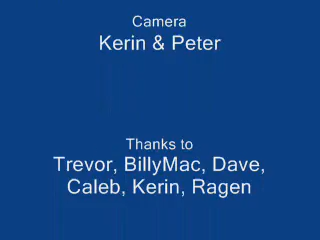 Camera
Kerin & Peter
Thanks to
Trevor, BillyMac, Dave,
Caleb, Kerin, Ragen